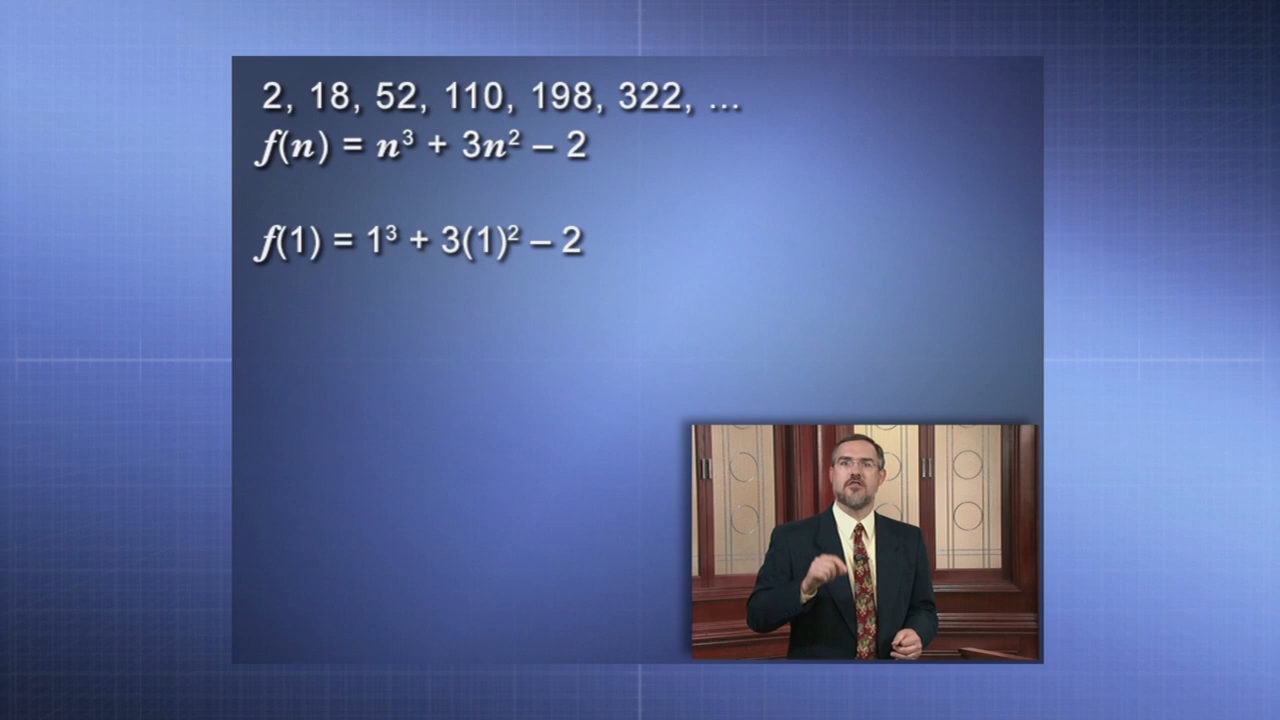 2, 18, 52, 110, 198, 322, ...
f(n) = n³ + 3n² – 2
f(1) = 1³ + 3(1)² – 2